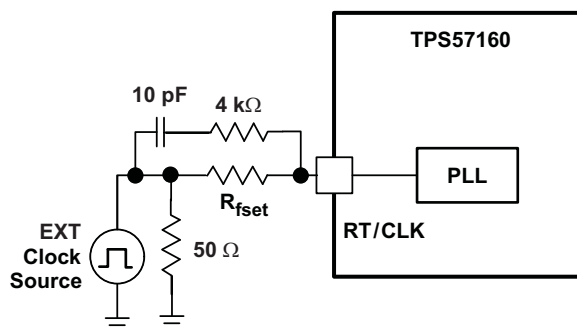 TPS57160
10 pF
4 kΩ
PLL
Rfset
RT/CLK
EXT
Clock
Source
50 Ω